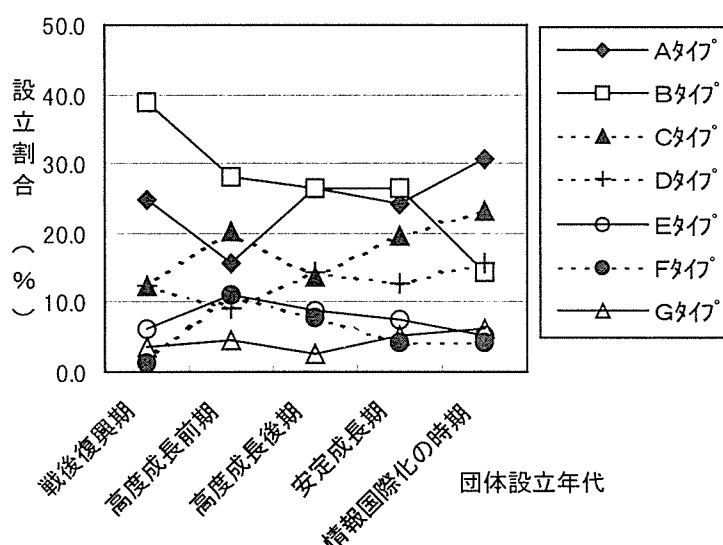 50.0
40.0
30.0
20.0
10.0
0.0
設立割合（%）
戦後復興期
高度成長前期
高度成長後期
安定成長期
情報国際化の時期
団体設立年代
Aﾀｲﾌﾟ
Bﾀｲﾌﾟ
Cﾀｲﾌﾟ
Dﾀｲﾌﾟ
Eﾀｲﾌﾟ
Fﾀｲﾌﾟ
Gﾀｲﾌﾟ